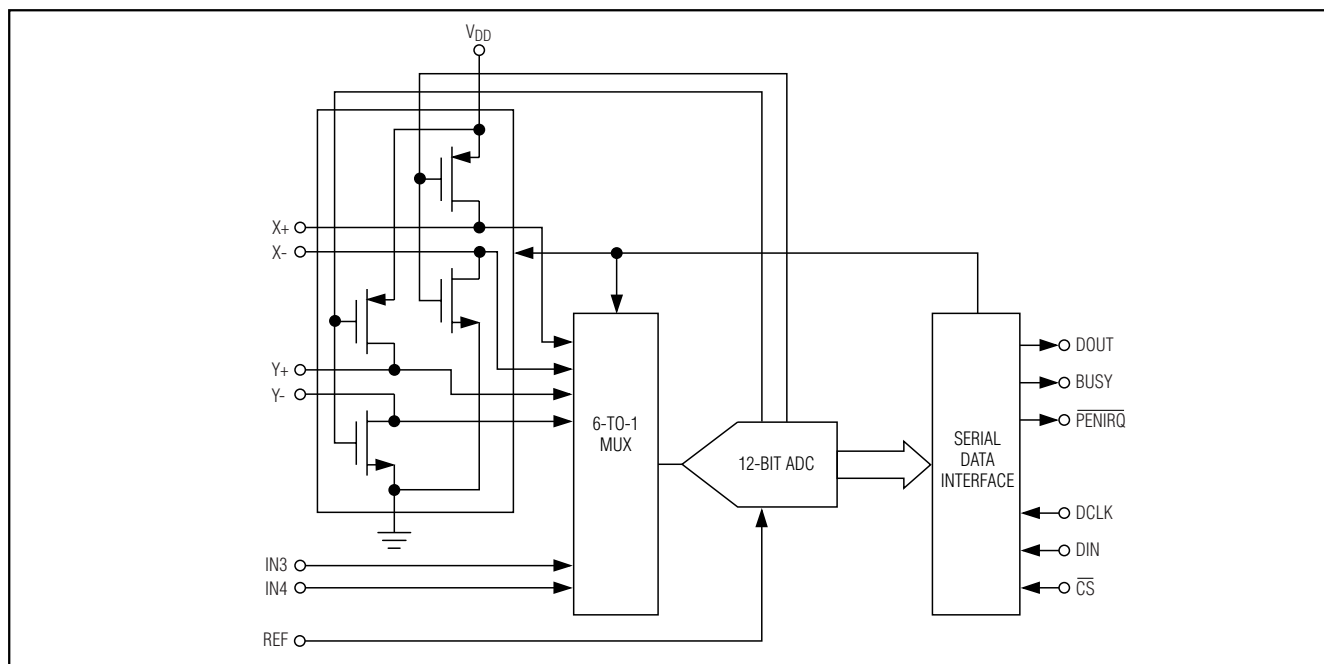 VDD
X+
X-
Y+
Y-
6-TO-1
MUX
12-BIT ADC
SERIAL
DATA
INTERFACE
DOUT
BUSY
PENIRQ
DCLK
DIN
CS
IN3
IN4
REF